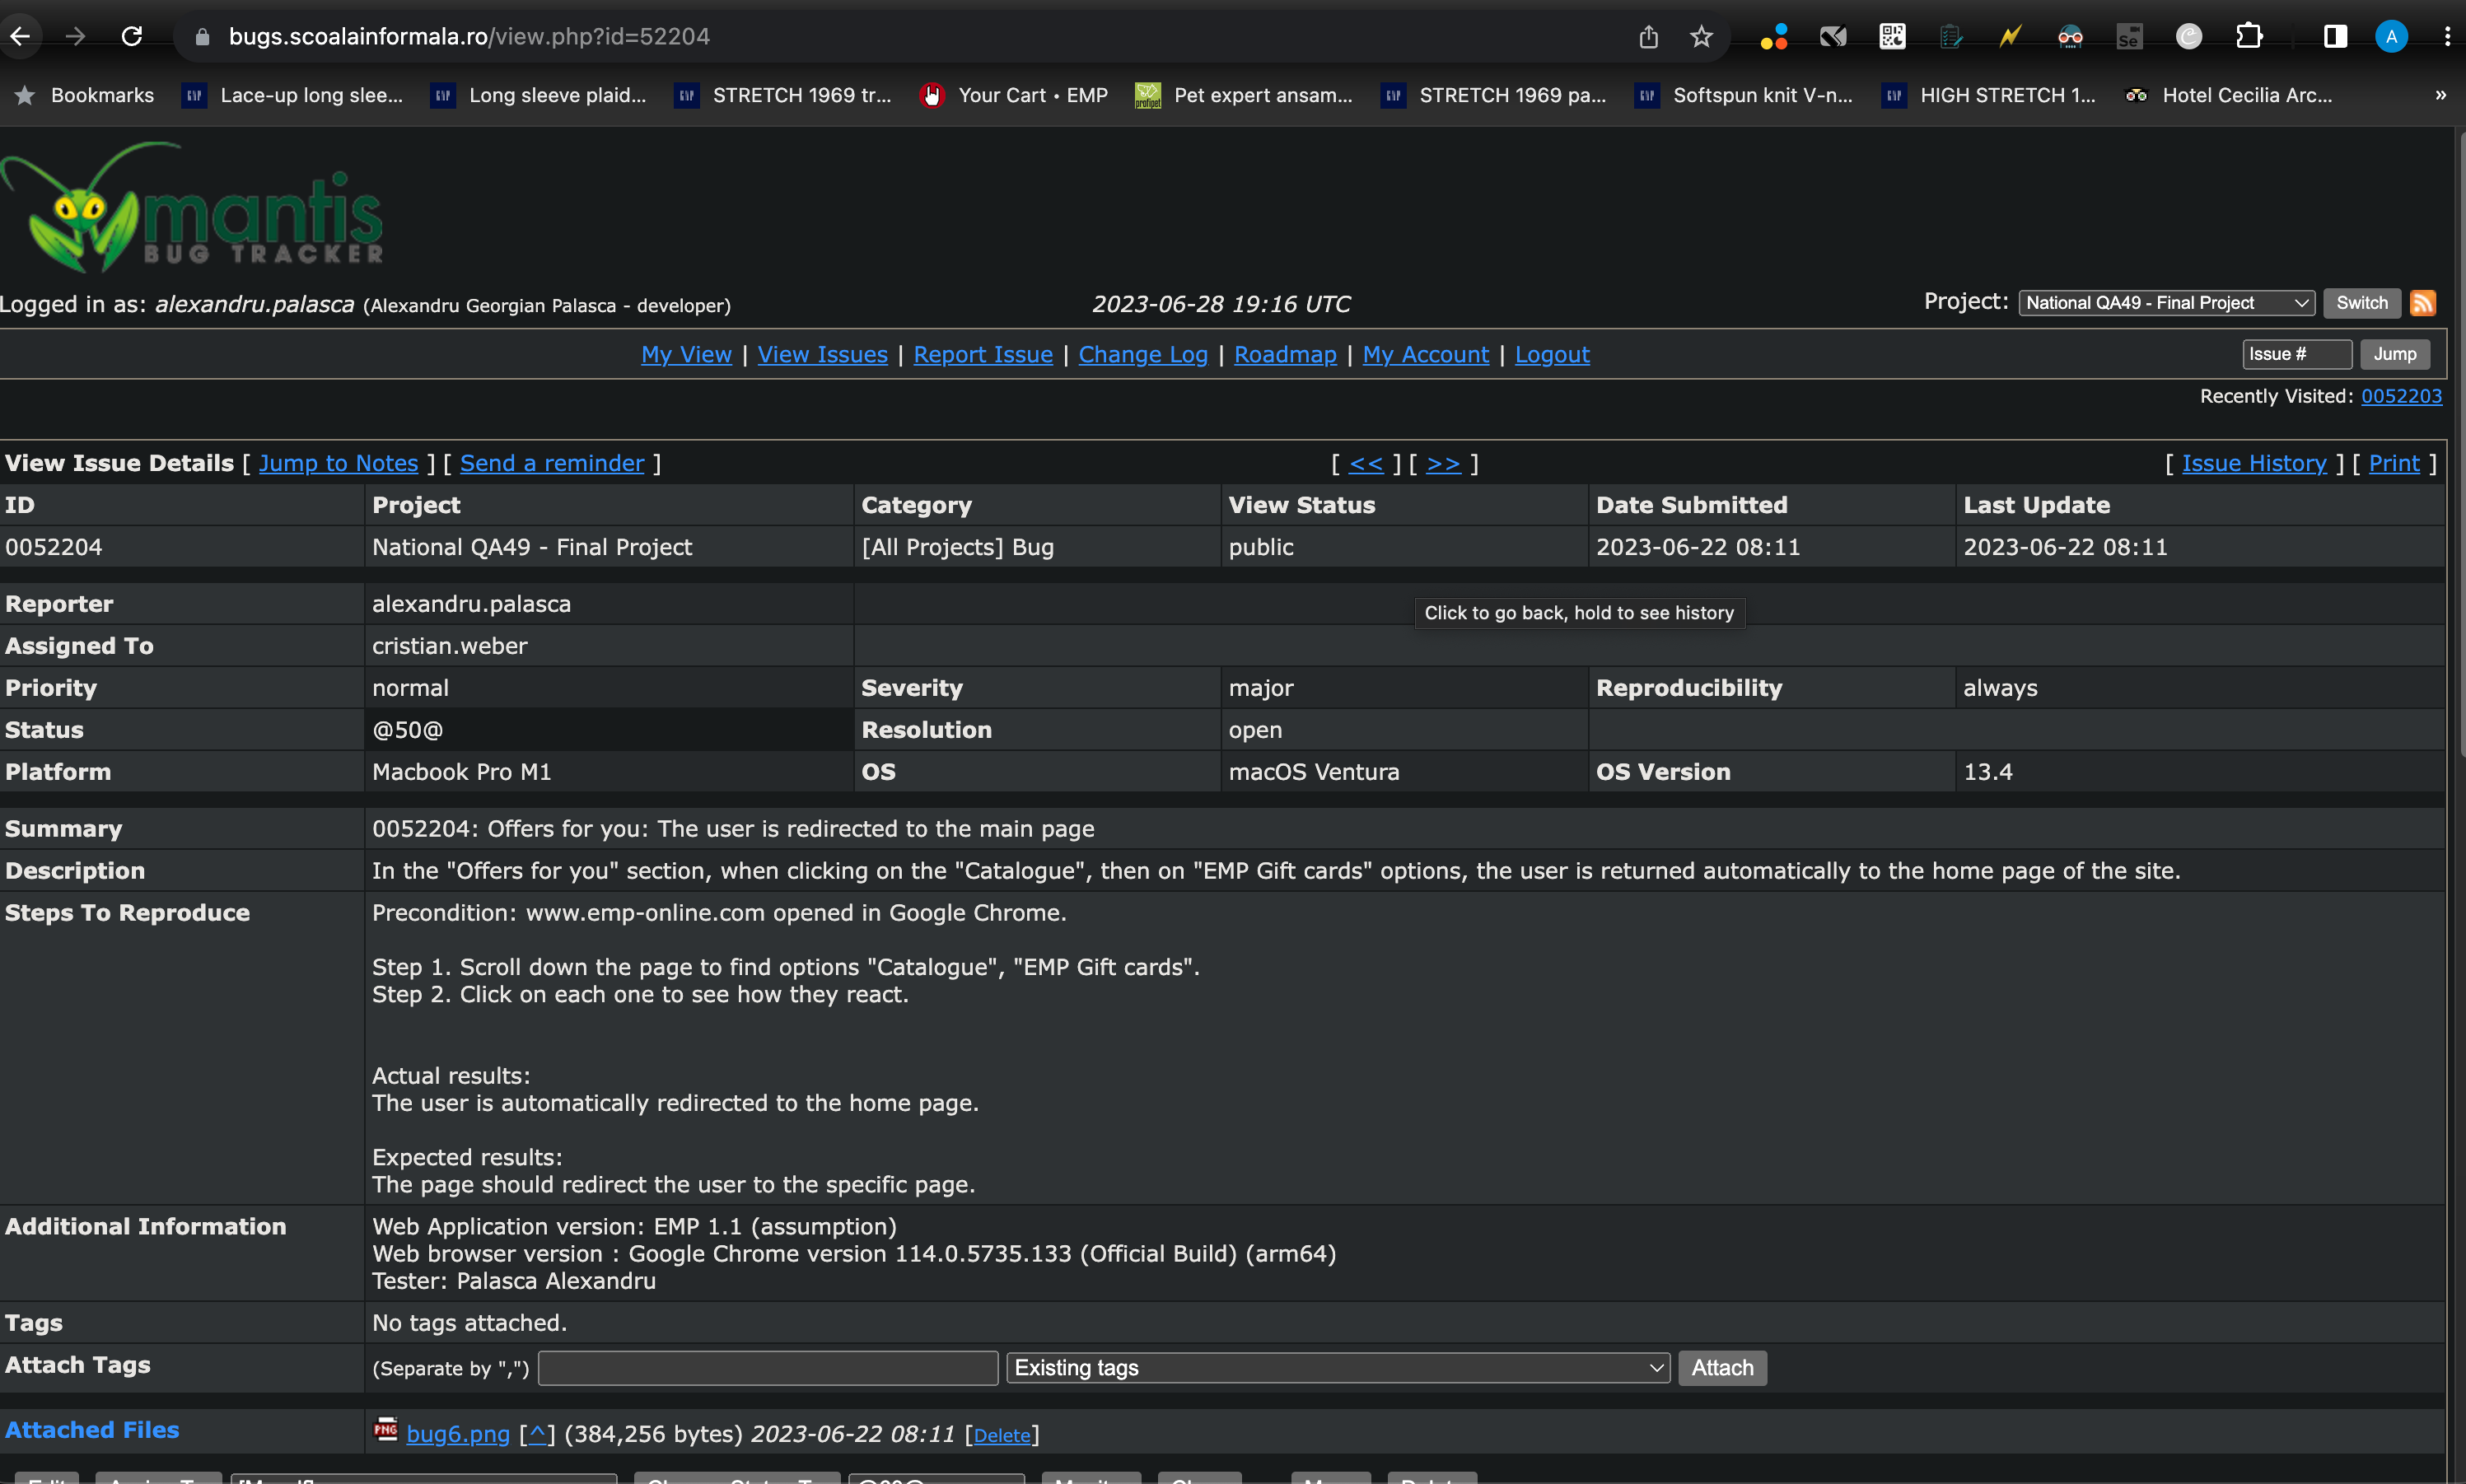 bugs.scoalainformala.ro/view.php?id=52204
Se
A
Bookmarks
Lace-up long slee...
Long sleeve plaid...
STRETCH 1969 tr...
Your Cart • EMP
Pet expert ansam...
STRETCH 1969 pa...
Softspun knit V-n...
HIGH STRETCH 1...
Hotel Cecilia Arc...
»
mantis
BUG TRACKER
Logged in as: alexandru.palasca (Alexandru Georgian Palasca - developer)
2023-06-28 19:16 UTC
Project: National QA49 - Final Project Switch
My View | View Issues | Report Issue | Change Log | Roadmap | My Account | Logout
Issue # Jump
Recently Visited: 0052203
View Issue Details [ Jump to Notes ] [ Send a reminder ] [ << ] [ >> ] [ Issue History ] [ Print ]
ID Project Category View Status Date Submitted Last Update
0052204 National QA49 - Final Project [All Projects] Bug public 2023-06-22 08:11 2023-06-22 08:11
Reporter alexandru.palasca
Click to go back, hold to see history
Assigned To cristian.weber
Priority normal Severity major Reproducibility always
Status @50@ Resolution open
Platform Macbook Pro M1 OS macOS Ventura OS Version 13.4
Summary 0052204: Offers for you: The user is redirected to the main page
Description In the "Offers for you" section, when clicking on the "Catalogue", then on "EMP Gift cards" options, the user is returned automatically to the home page of the site.
Steps To Reproduce Precondition: www.emp-online.com opened in Google Chrome.
Step 1. Scroll down the page to find options "Catalogue", "EMP Gift cards".
Step 2. Click on each one to see how they react.
Actual results:
The user is automatically redirected to the home page.
Expected results:
The page should redirect the user to the specific page.
Additional Information Web Application version: EMP 1.1 (assumption)
Web browser version : Google Chrome version 114.0.5735.133 (Official Build) (arm64)
Tester: Palasca Alexandru
Tags No tags attached.
Attach Tags (Separate by ",") Existing tags Attach
Attached Files PNG bug6.png [^] (384,256 bytes) 2023-06-22 08:11 [Delete]